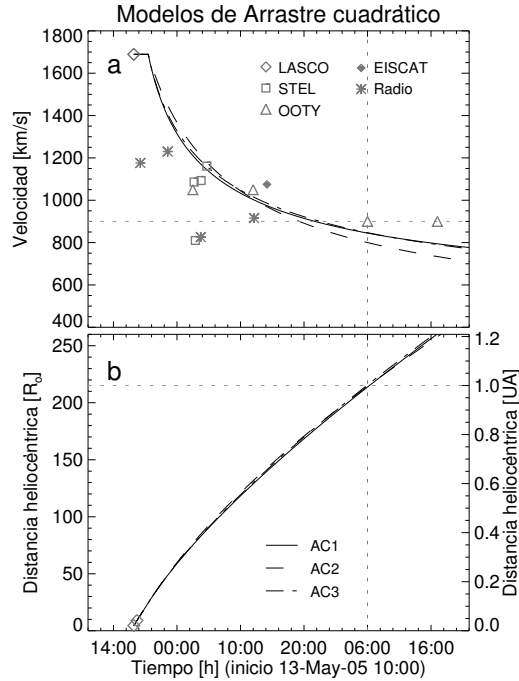 Modelos de Arrastre cuadrático
a
LASCO
STEL
OOTY
EISCAT
Radio
Velocidad [km/s]
1800
1600
1400
1200
1000
800
600
400
b
Distancia heliocéntrica [R₀]
250
200
150
100
50
0
Distancia heliocéntrica [UA]
1.2
1.0
0.8
0.6
0.4
0.2
0.0
AC1
AC2
AC3
14:00 00:00 10:00 20:00 06:00 16:00
Tiempo [h] (inicio 13-May-05 10:00)